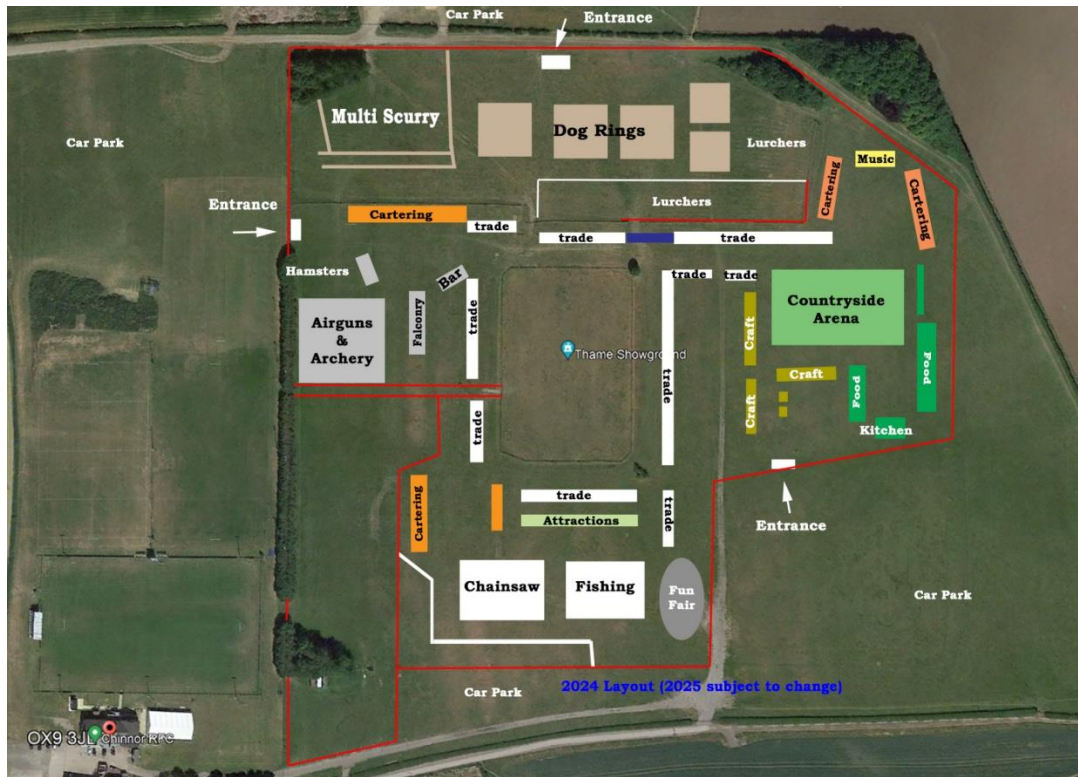 Car Park
Entrance
Car Park
Multi Scurry
Dog Rings
Lurchers
Music
Cartering
Cartering
Entrance
Cartering
trade
Lurchers
trade
trade
Hamsters
Bar
trade
trade
Airguns
&
Archery
Falconry
trade
Thame Showground
trade
Craft
Countryside
Arena
Craft
Craft
Food
Food
Kitchen
trade
Cartering
trade
Attractions
trade
Entrance
Chainsaw
Fishing
Fun
Fair
Car Park
Car Park
2024 Layout (2025 subject to change)
OX9 3JL
Chinnor RFC